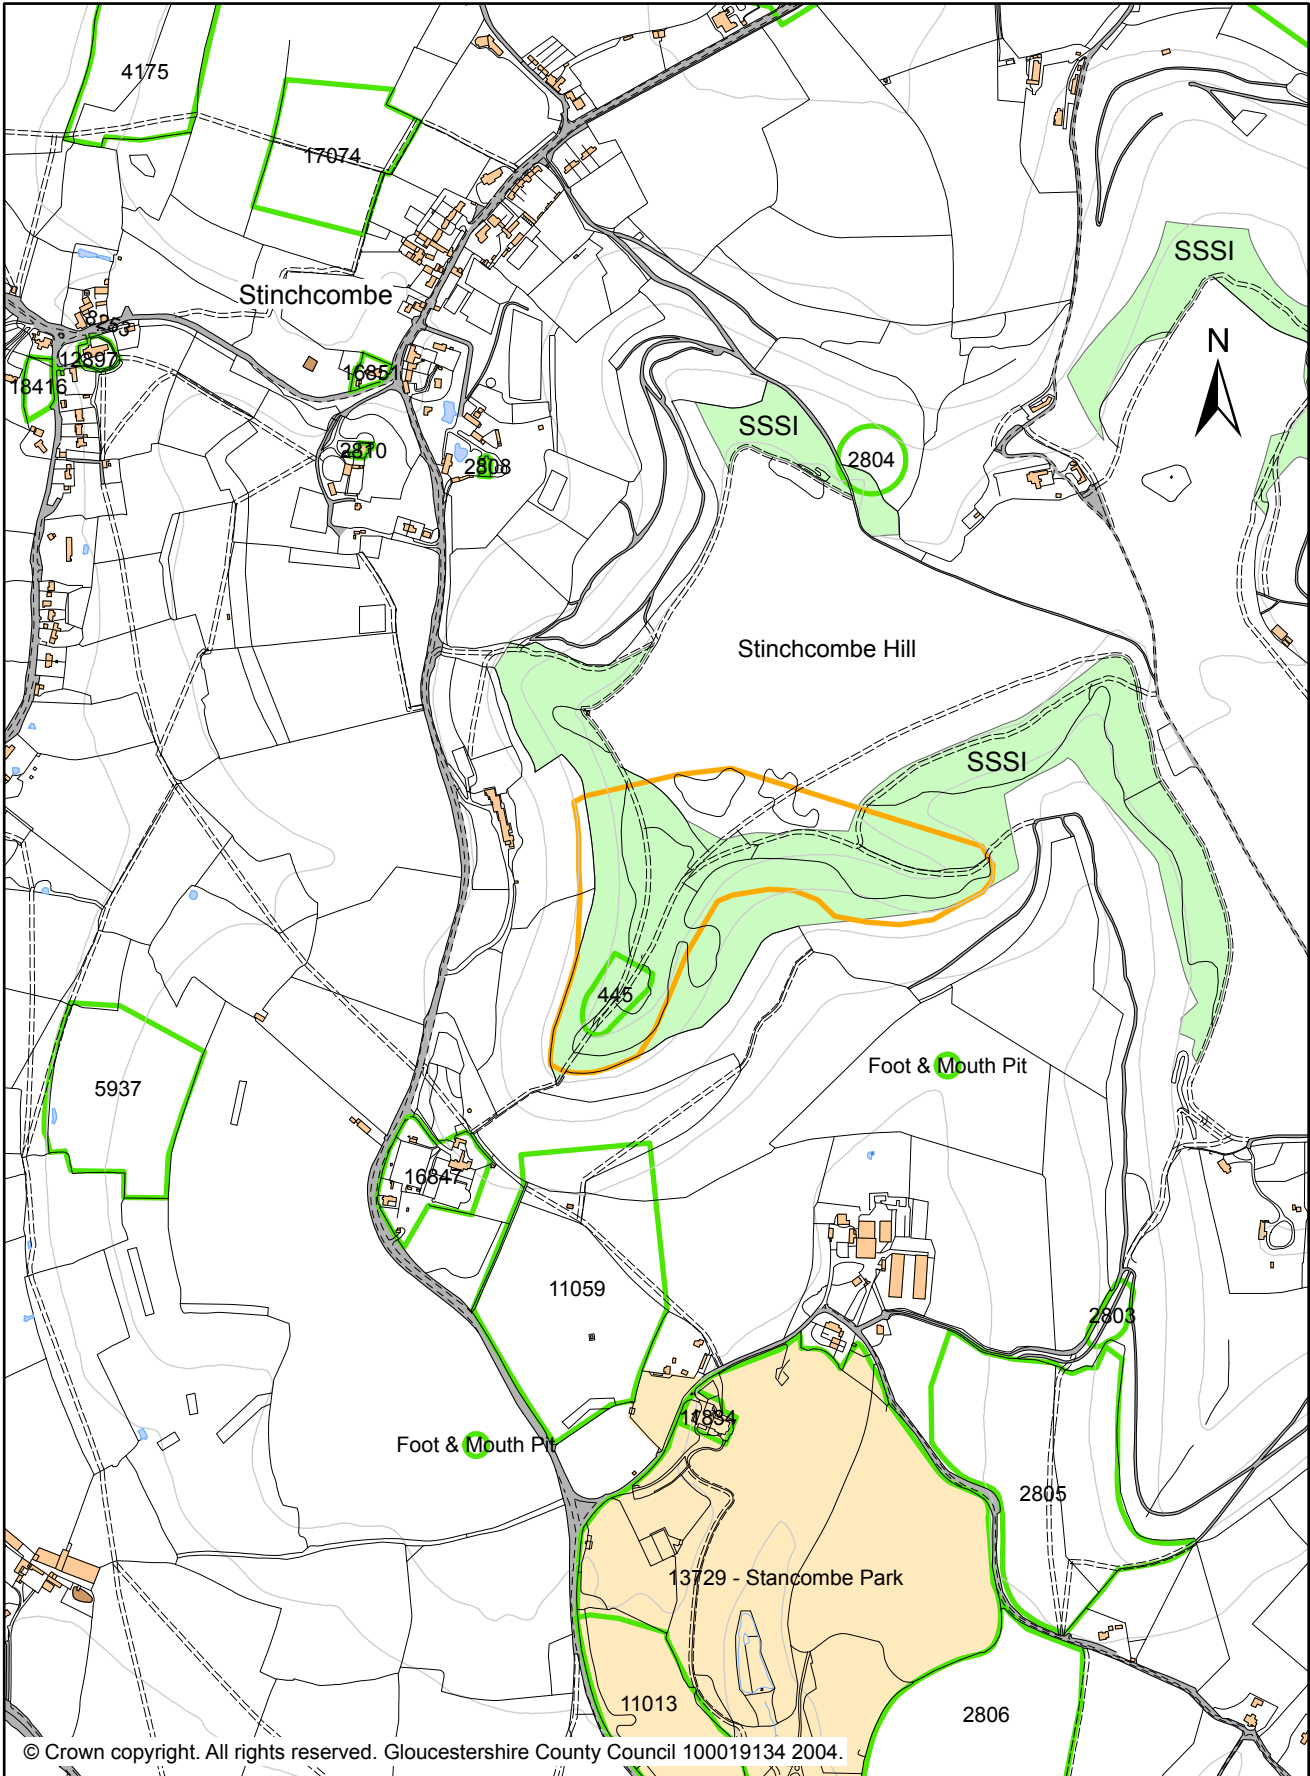 4175
17074
SSSI
Stinchcombe
N
12897
16851
18416
SSSI
2810
2808
2804
Stinchcombe Hill
SSSI
445
Foot & Mouth Pit
5937
16847
11059
2803
11834
Foot & Mouth Pit
2805
13729 - Stancombe Park
11013
2806
© Crown copyright. All rights reserved. Gloucestershire County Council 100019134 2004.